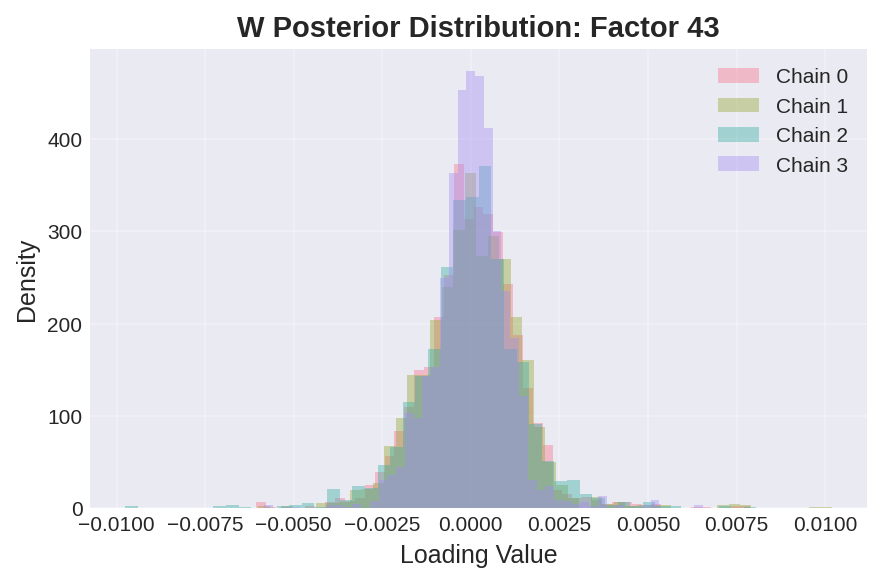 W Posterior Distribution: Factor 43
Chain 0
Chain 1
Chain 2
Chain 3
400
300
200
100
0
Density
−0.0100 −0.0075 −0.0050 −0.0025 0.0000 0.0025 0.0050 0.0075 0.0100
Loading Value